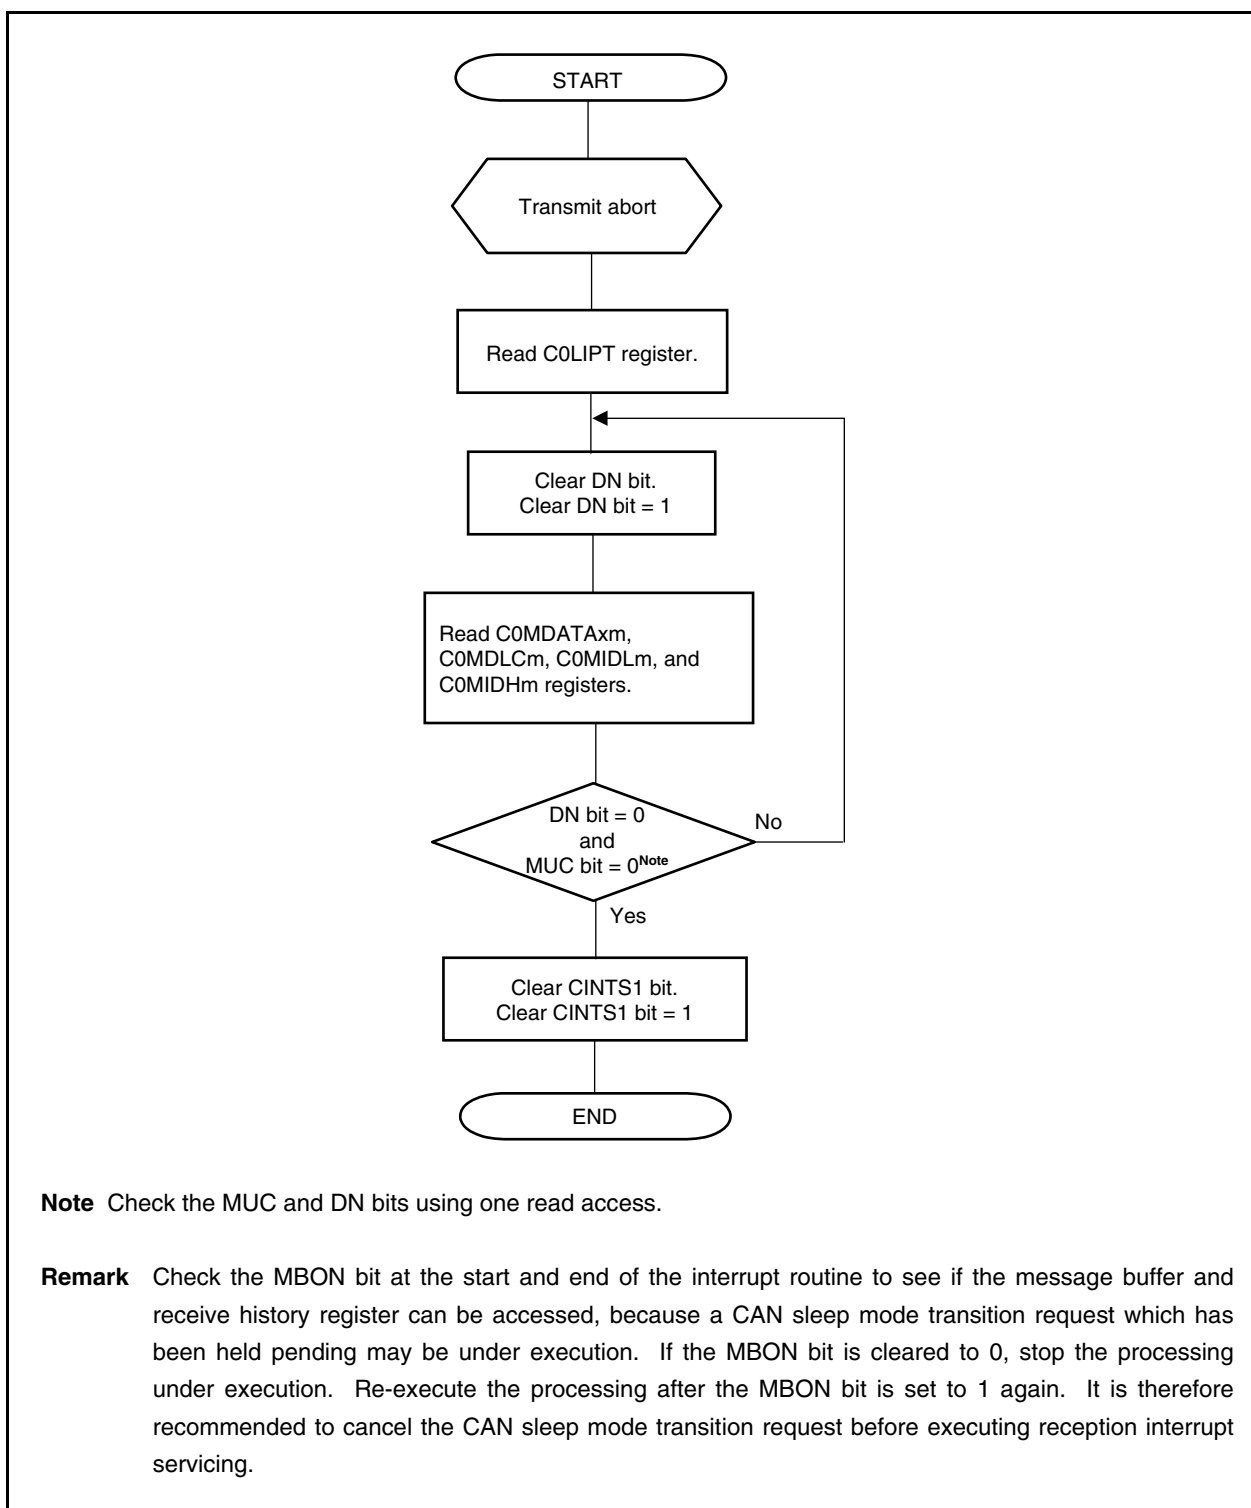 START
Transmit abort
Read C0LIPT register.
Clear DN bit.
Clear DN bit = 1
Read C0MDATAxm,
C0MDLCm, C0MIDLm, and
C0MIDHm registers.
DN bit = 0
and
MUC bit = 0Note
No
Yes
Clear CINTS1 bit.
Clear CINTS1 bit = 1
END
Note Check the MUC and DN bits using one read access.
Remark Check the MBON bit at the start and end of the interrupt routine to see if the message buffer and
receive history register can be accessed, because a CAN sleep mode transition request which has
been held pending may be under execution. If the MBON bit is cleared to 0, stop the processing
under execution. Re-execute the processing after the MBON bit is set to 1 again. It is therefore
recommended to cancel the CAN sleep mode transition request before executing reception interrupt
servicing.